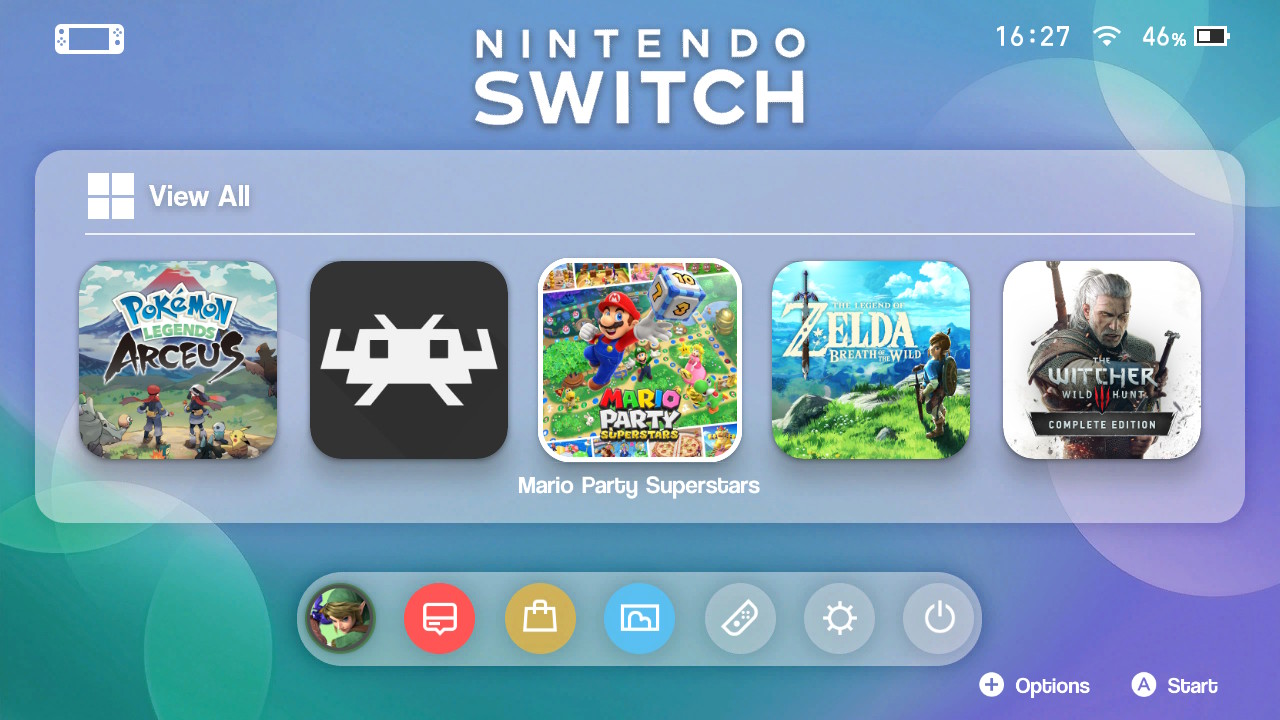 NINTENDO
SWITCH
16:27
46%
View All
POKéMON
LEGENDS
ARCEUS
MARIO
PARTY
SUPERSTARS
THE LEGEND OF
ZELDA
BREATH OF THE WILD
THE
WITCHER
WILD HUNT
COMPLETE EDITION
Mario Party Superstars
+ Options
A Start